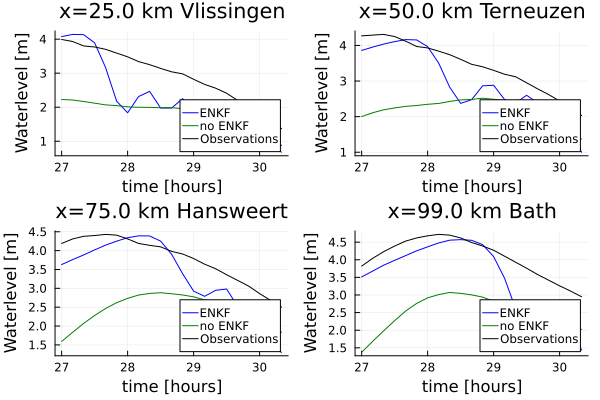 x=25.0 km Vlissingen
Waterlevel [m]
4
3
2
1
ENKF
no ENKF
Observations
27
28
29
30
time [hours]
x=50.0 km Terneuzen
Waterlevel [m]
4
3
2
1
ENKF
no ENKF
Observations
27
28
29
30
time [hours]
x=75.0 km Hansweert
Waterlevel [m]
4.5
4.0
3.5
3.0
2.5
2.0
1.5
ENKF
no ENKF
Observations
27
28
29
30
time [hours]
x=99.0 km Bath
Waterlevel [m]
4.5
4.0
3.5
3.0
2.5
2.0
1.5
ENKF
no ENKF
Observations
27
28
29
30
time [hours]